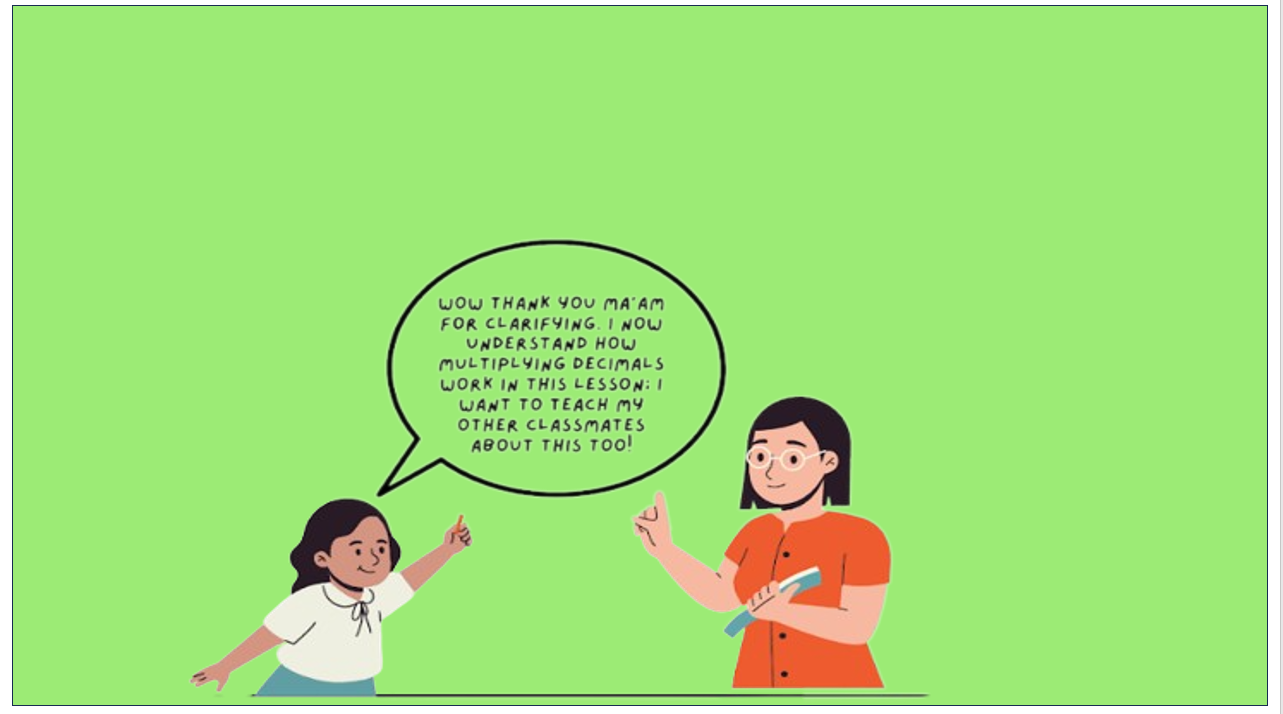 WOW THANK YOU MA'AM
FOR CLARIFYING. I NOW
UNDERSTAND HOW
MULTIPLYING DECIMALS
WORK IN THIS LESSON; I
WANT TO TEACH MY
OTHER CLASSMATES
ABOUT THIS TOO!